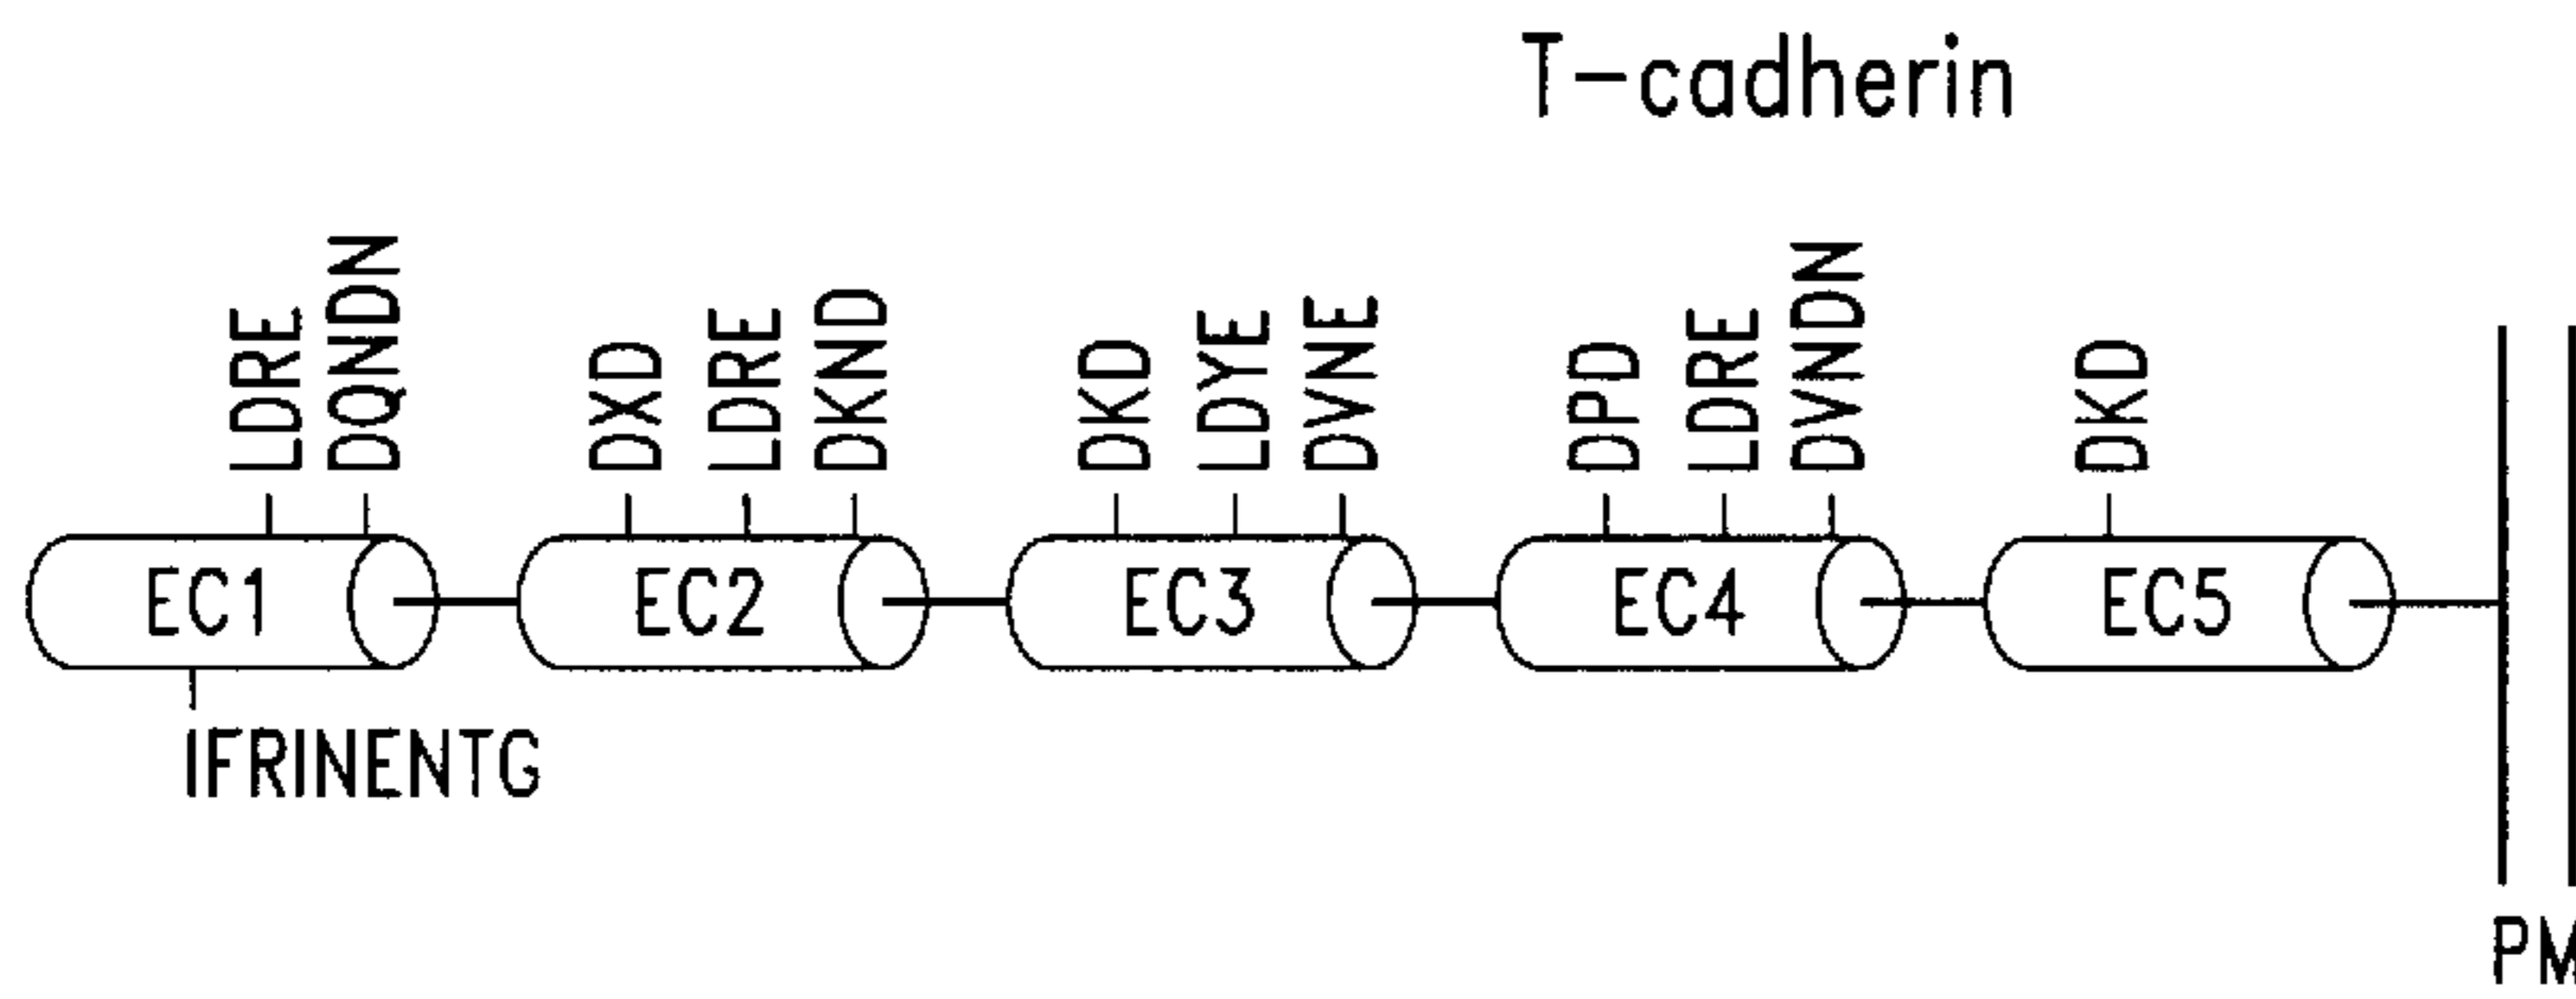 T-cadherin
LDRE
DQNDN
DXD
LDRE
DKND
DKD
LDYE
DVNE
DPD
LDRE
DVNDN
DKD
EC1
EC2
EC3
EC4
EC5
IFRINENTG
PM